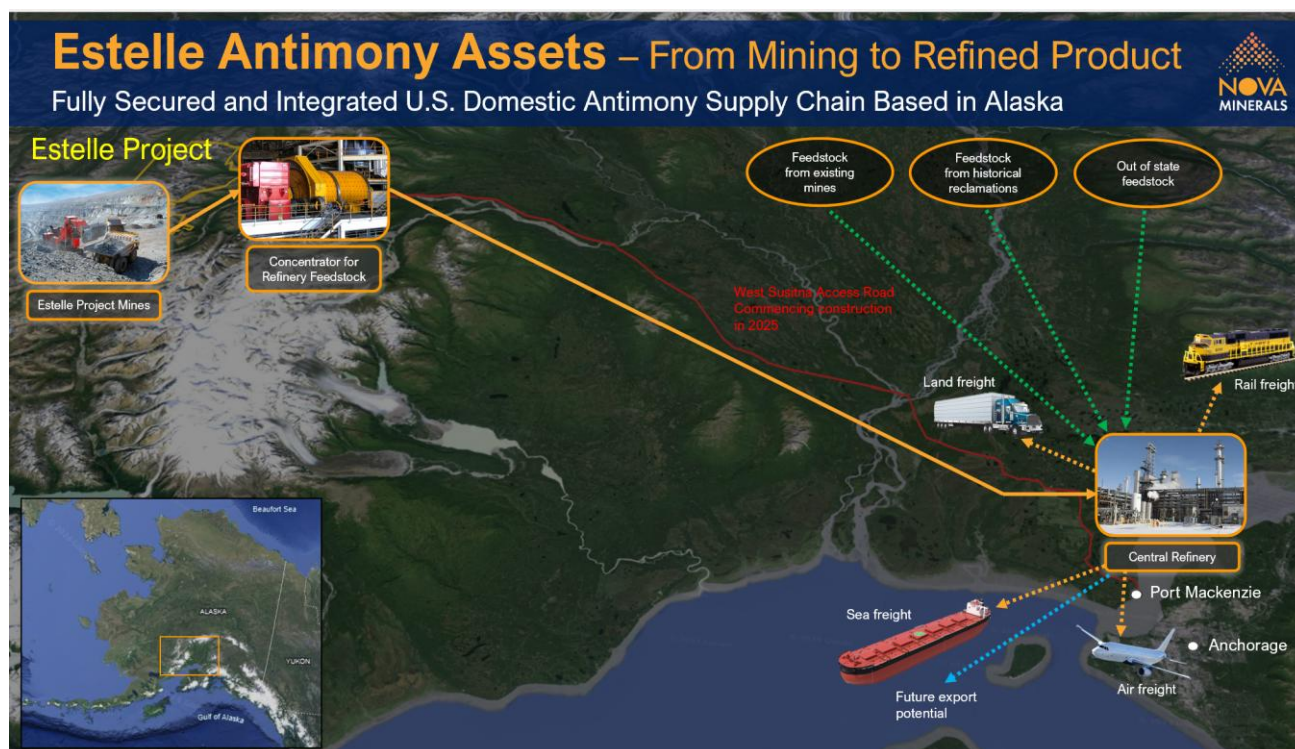 Estelle Antimony Assets – From Mining to Refined Product
Fully Secured and Integrated U.S. Domestic Antimony Supply Chain Based in Alaska
NOVA
MINERALS
Estelle Project
Estelle Project Mines
Concentrator for
Refinery Feedstock
Feedstock
from existing
mines
Feedstock
from historical
reclamations
Out of state
feedstock
West Susitna Access Road
Commencing construction
in 2025
Land freight
Rail freight
Central Refinery
Port Mackenzie
Anchorage
Sea freight
Air freight
Future export
potential
Beaufort Sea
ALASKA
YUKON
Gulf of Alaska